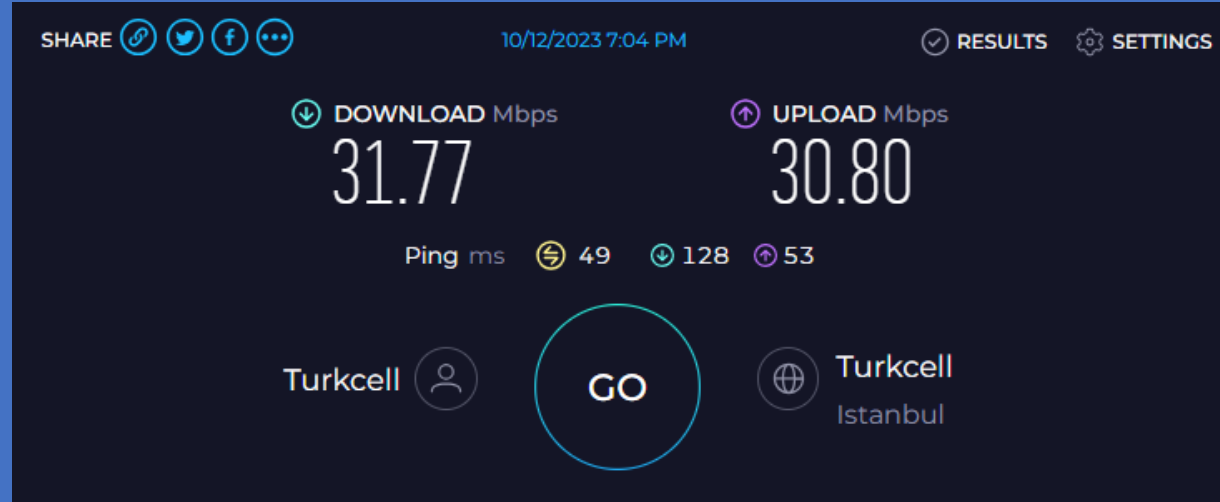 SHARE 10/12/2023 7:04 PM RESULTS SETTINGS
DOWNLOAD Mbps UPLOAD Mbps
31.77 30.80
Ping ms 49 128 53
Turkcell GO Turkcell
Istanbul